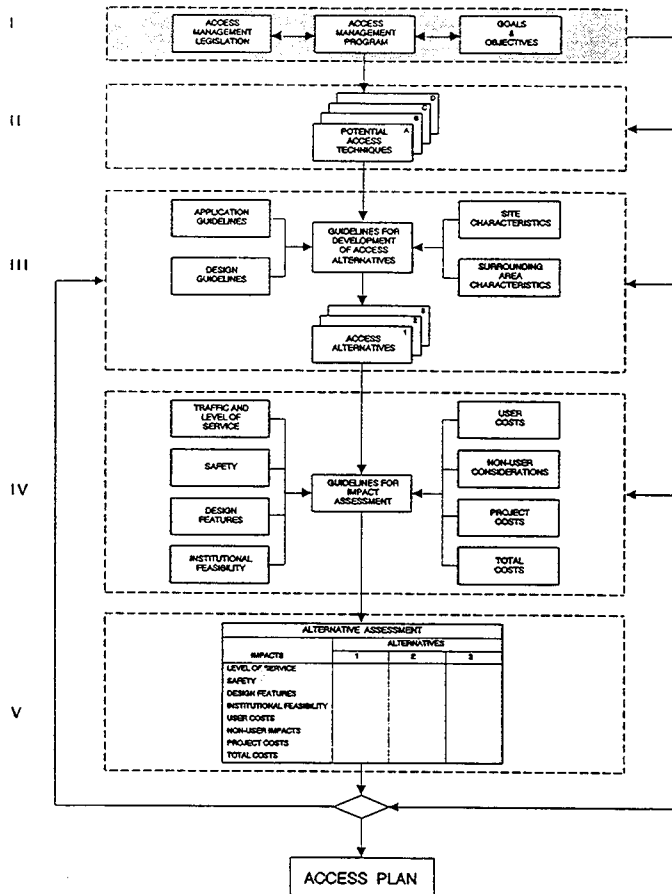 I
ACCESS
MANAGEMENT
LEGISLATION
ACCESS
MANAGEMENT
PROGRAM
GOALS
&
OBJECTIVES
II
D
C
B
A
POTENTIAL
ACCESS
TECHNIQUES
III
APPLICATION
GUIDELINES
DESIGN
GUIDELINES
GUIDELINES FOR
DEVELOPMENT
OF ACCESS
ALTERNATIVES
SITE
CHARACTERISTICS
SURROUNDING
AREA
CHARACTERISTICS
3
2
1
ACCESS
ALTERNATIVES
IV
TRAFFIC AND
LEVEL OF
SERVICE
SAFETY
DESIGN
FEATURES
INSTITUTIONAL
FEASIBILITY
GUIDELINES FOR
IMPACT
ASSESSMENT
USER
COSTS
NON-USER
CONSIDERATIONS
PROJECT
COSTS
TOTAL
COSTS
V
ALTERNATIVE ASSESSMENT
ALTERNATIVES
IMPACTS 1 2 3
LEVEL OF SERVICE
SAFETY
DESIGN FEATURES
INSTITUTIONAL FEASIBILITY
USER COSTS
NON-USER IMPACTS
PROJECT COSTS
TOTAL COSTS
ACCESS PLAN